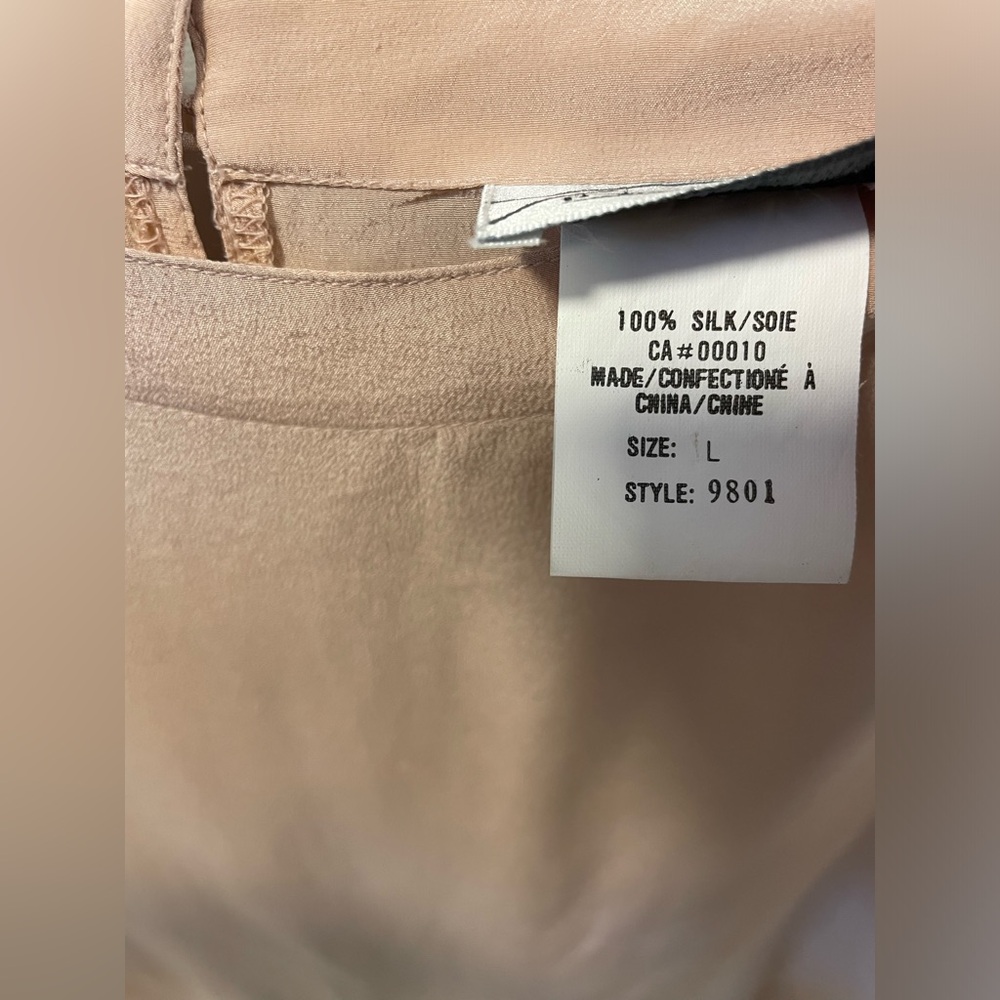 100% SILK/SOIE
CA#00010
MADE/CONFECTIONÉ À
CHINA/CHINE
SIZE: L
STYLE: 9801